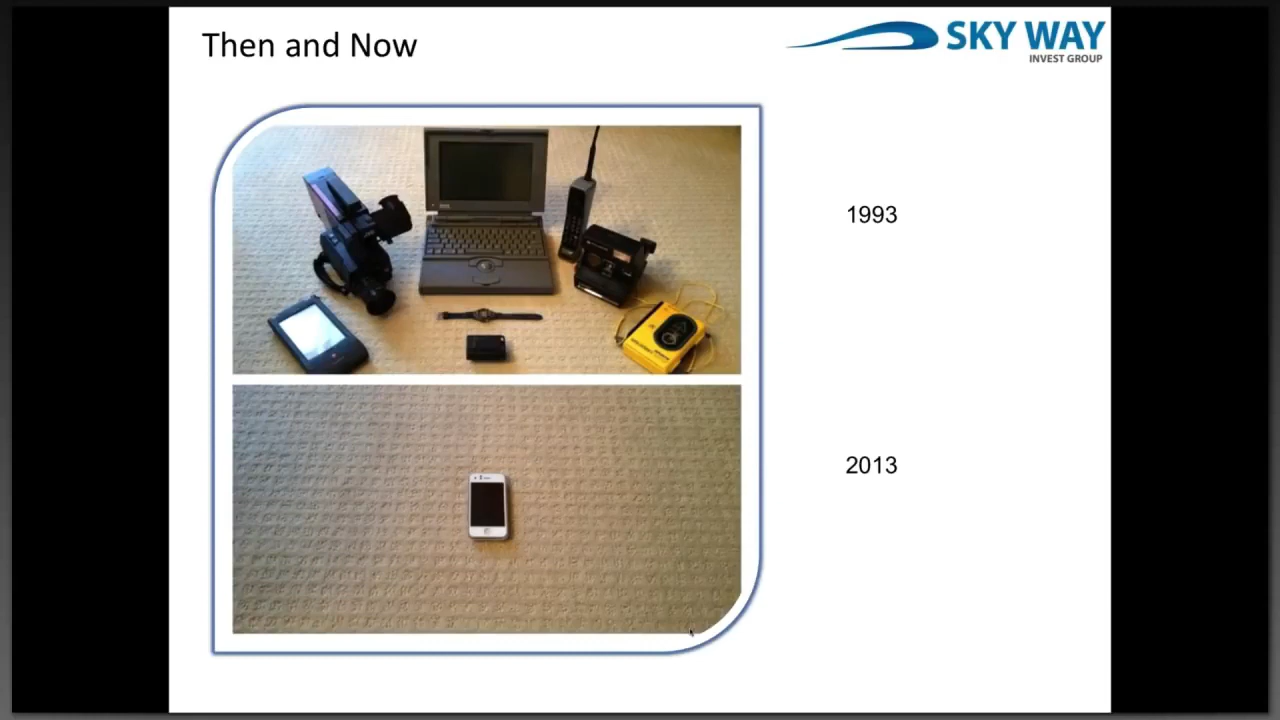 Then and Now
SKY WAY
INVEST GROUP
1993
2013